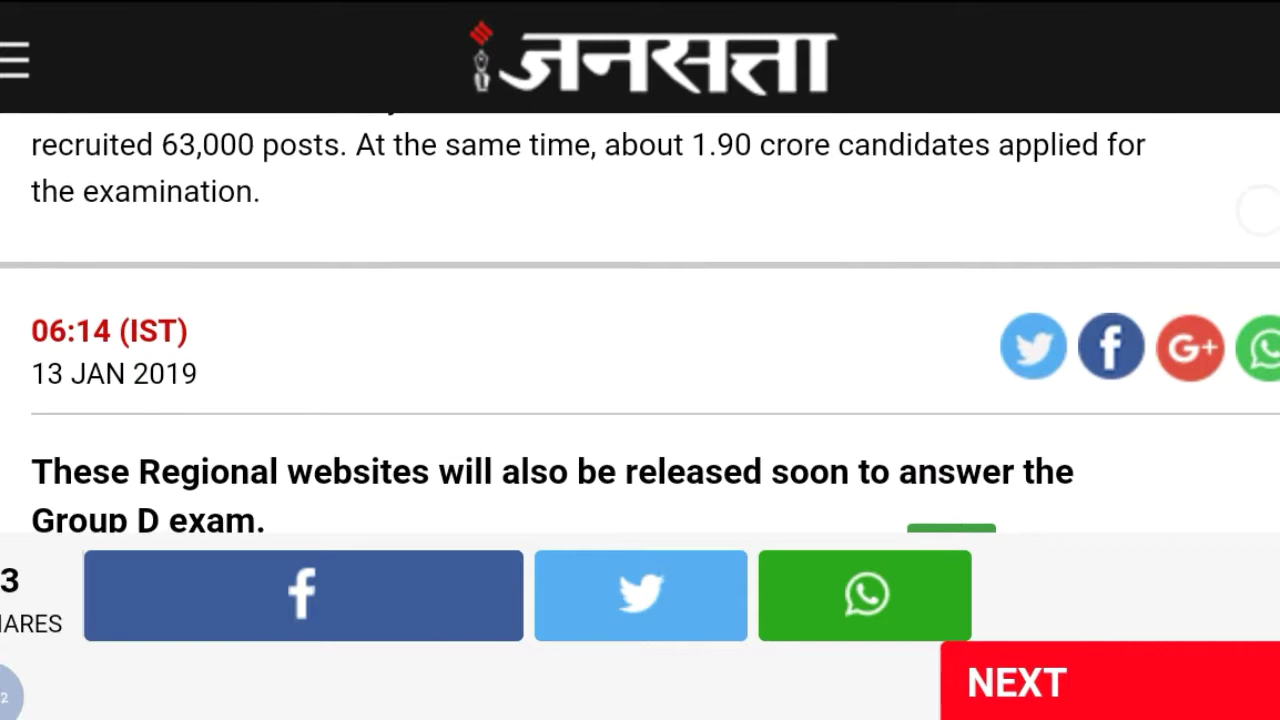 जनसत्ता
recruited 63,000 posts. At the same time, about 1.90 crore candidates applied for
the examination.
06:14 (IST)
13 JAN 2019
G+
These Regional websites will also be released soon to answer the
Group D exam.
3
ARES
2
NEXT